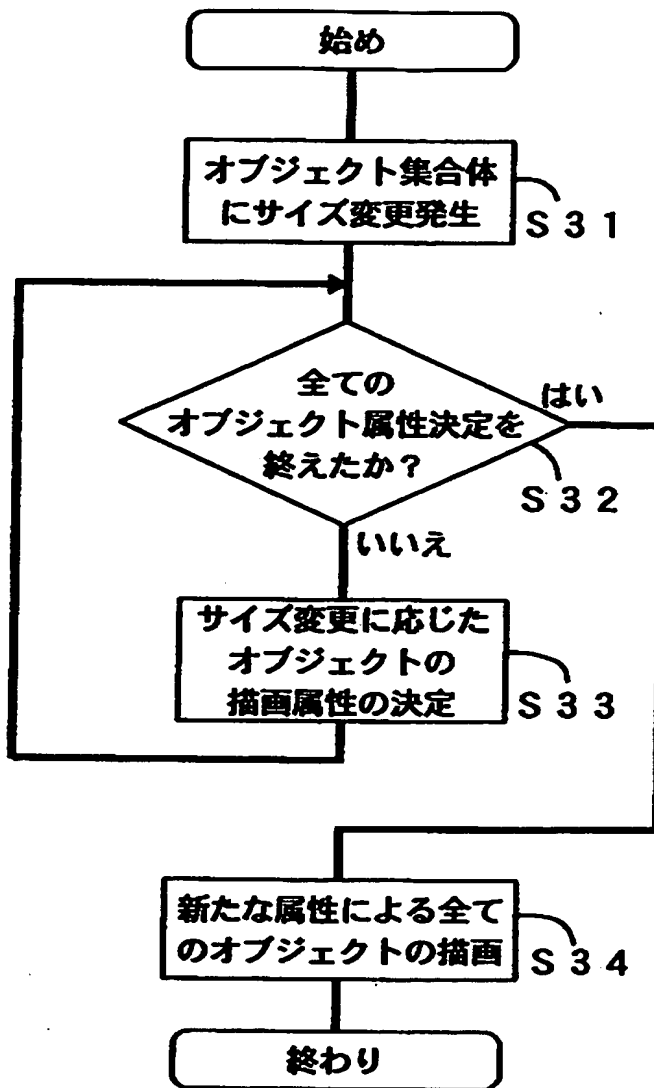 始め
オブジェクト集合体
にサイズ変更発生
S31
全ての
オブジェクト属性決定を
終えたか？
はい
S32
いいえ
サイズ変更に応じた
オブジェクトの
描画属性の決定
S33
新たな属性による全て
のオブジェクトの描画
S34
終わり